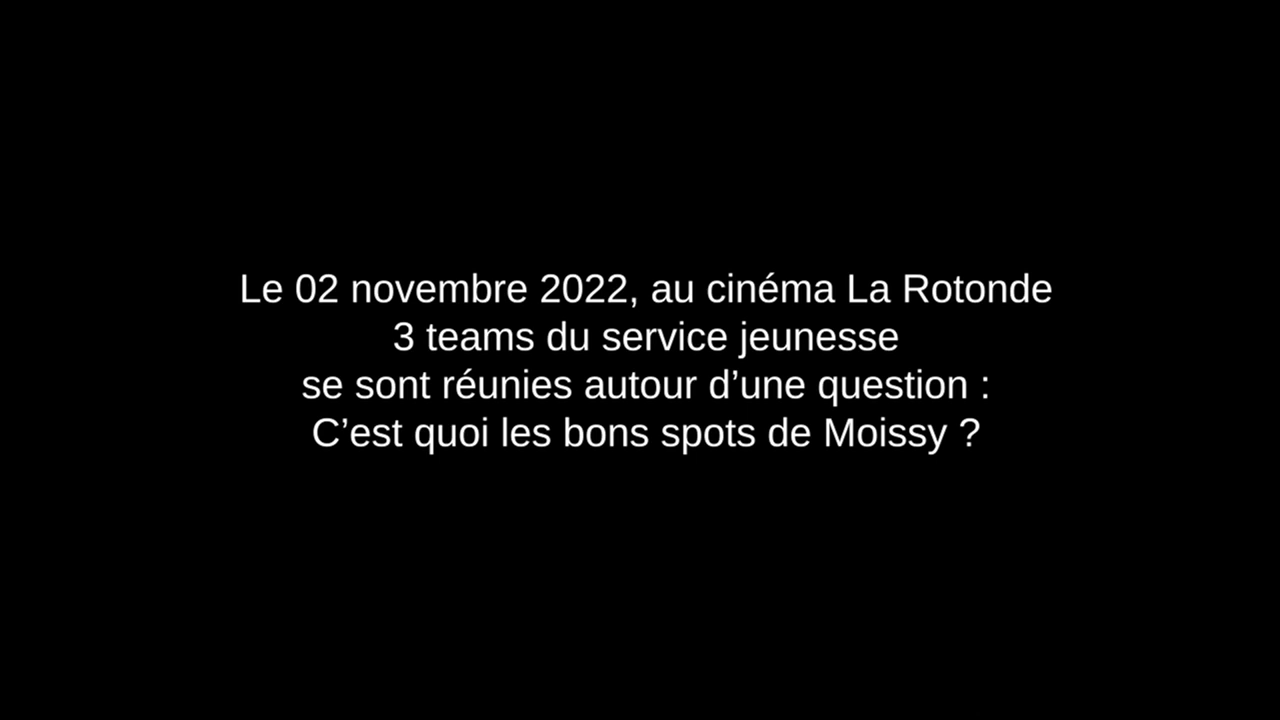 Le 02 novembre 2022, au cinéma La Rotonde
3 teams du service jeunesse
se sont réunies autour d’une question :
C’est quoi les bons spots de Moissy ?